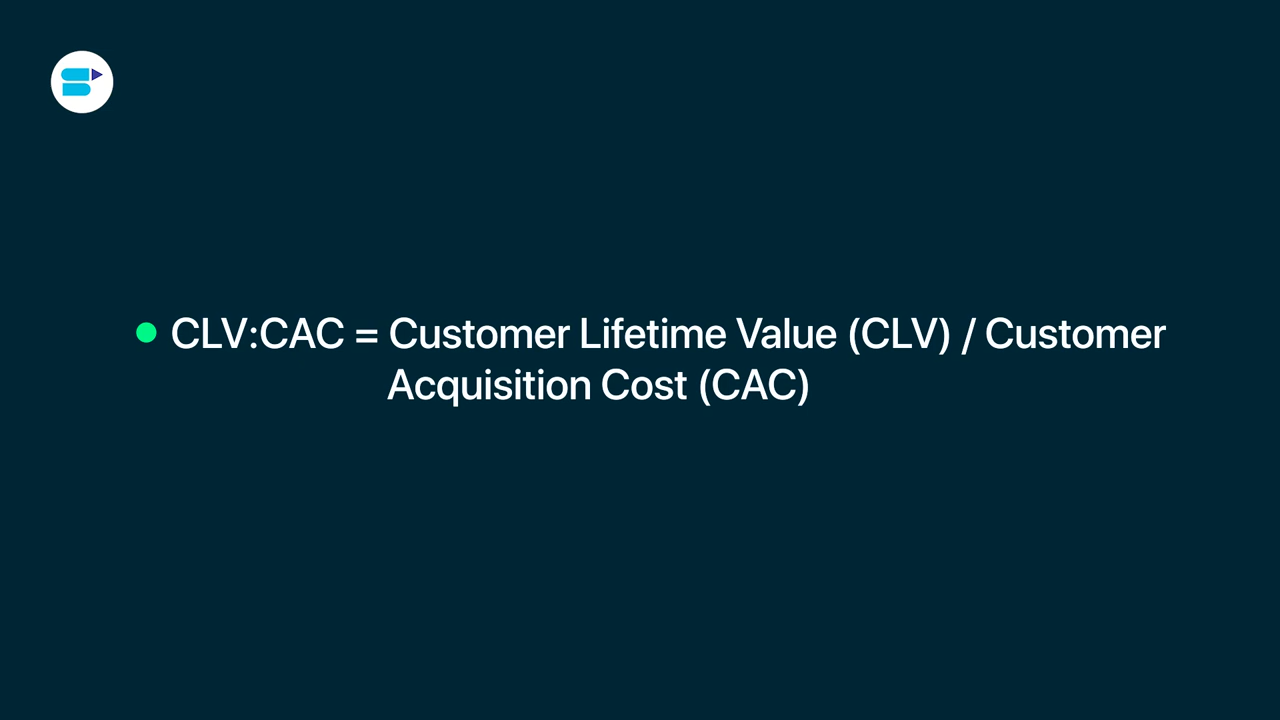 CLV:CAC = Customer Lifetime Value (CLV) / Customer
Acquisition Cost (CAC)